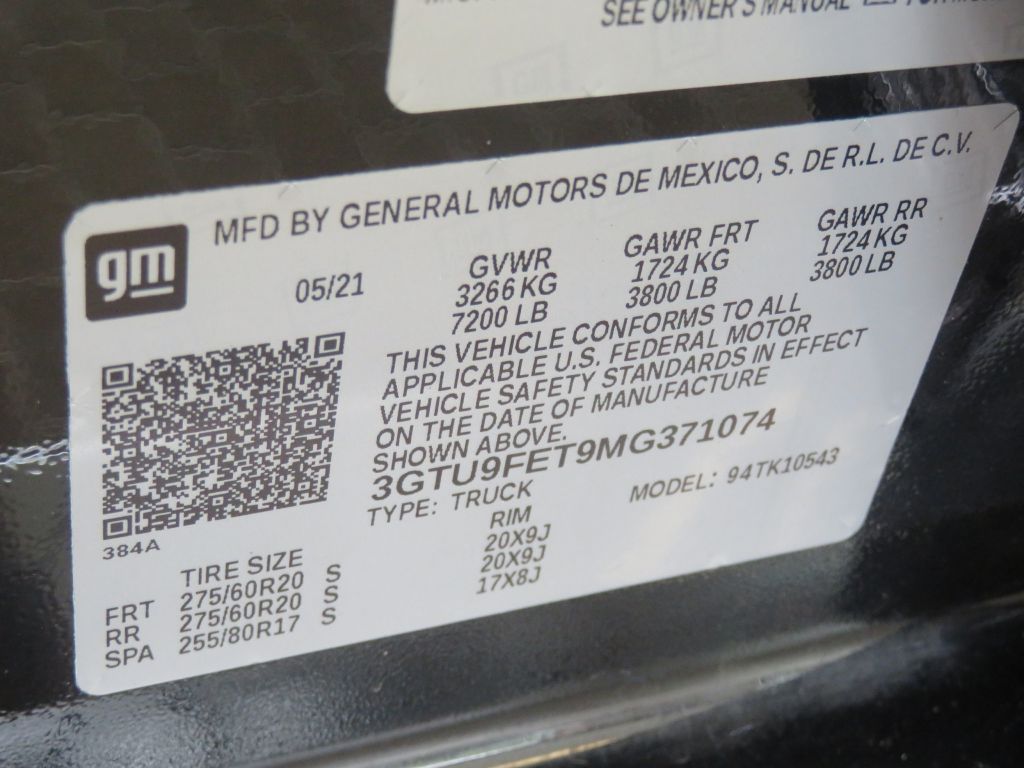 SEE OWNER'S MANUAL
gm
MFD BY GENERAL MOTORS DE MEXICO, S. DE R.L. DE C.V.
05/21
GVWR GAWR FRT GAWR RR
3266 KG 1724 KG 1724 KG
7200 LB 3800 LB 3800 LB
THIS VEHICLE CONFORMS TO ALL
APPLICABLE U.S. FEDERAL MOTOR
VEHICLE SAFETY STANDARDS IN EFFECT
ON THE DATE OF MANUFACTURE
SHOWN ABOVE.
3GTU9FET9MG371074
TYPE: TRUCK MODEL: 94TK10543
384A
TIRE SIZE RIM
FRT 275/60R20 S 20X9J
RR 275/60R20 S 20X9J
SPA 255/80R17 S 17X8J